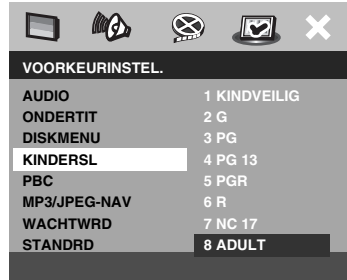 VOORKEURINSTEL.
AUDIO 1 KINDVEILIG
ONDERTIT 2 G
DISKMENU 3 PG
KINDERSL 4 PG 13
PBC 5 PGR
MP3/JPEG-NAV 6 R
WACHTWRD 7 NC 17
STANDRD 8 ADULT